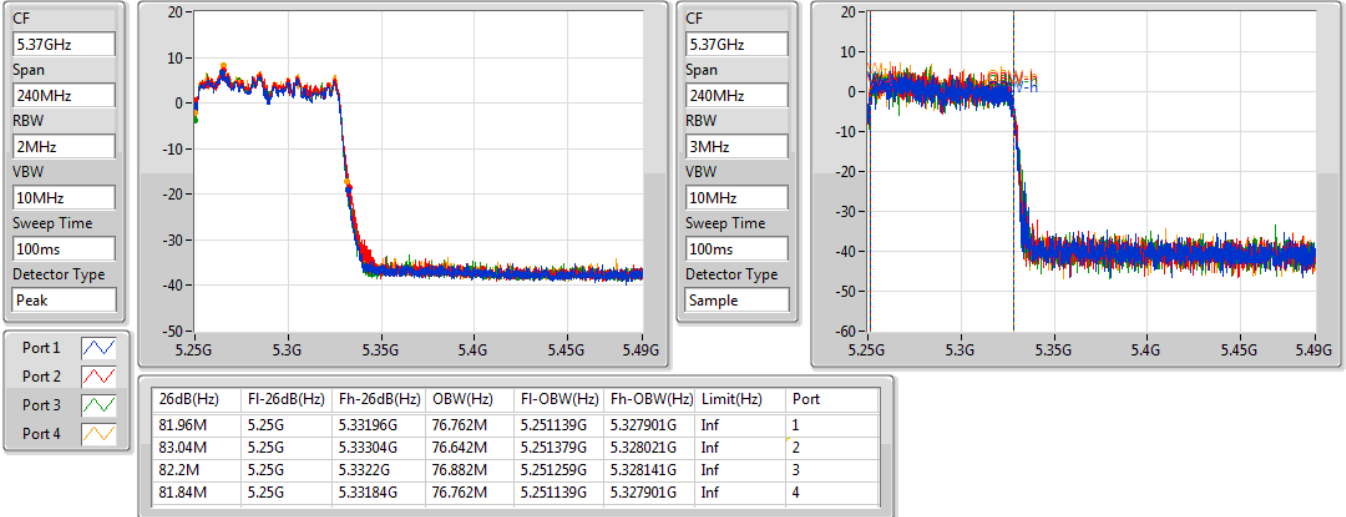 CF
5.37GHz
Span
240MHz
RBW
2MHz
VBW
10MHz
Sweep Time
100ms
Detector Type
Peak
20
10
0
-10
-20
-30
-40
-50
5.25G 5.3G 5.35G 5.4G 5.45G 5.49G
CF
5.37GHz
Span
240MHz
RBW
3MHz
VBW
10MHz
Sweep Time
100ms
Detector Type
Sample
20
10
0
-10
-20
-30
-40
-50
-60
OBW-h
5.25G 5.3G 5.35G 5.4G 5.45G 5.49G
Port 1
Port 2
Port 3
Port 4
26dB(Hz) Fl-26dB(Hz) Fh-26dB(Hz) OBW(Hz) Fl-OBW(Hz) Fh-OBW(Hz) Limit(Hz) Port
81.96M 5.25G 5.33196G 76.762M 5.251139G 5.327901G Inf 1
83.04M 5.25G 5.33304G 76.642M 5.251379G 5.328021G Inf 2
82.2M 5.25G 5.3322G 76.882M 5.251259G 5.328141G Inf 3
81.84M 5.25G 5.33184G 76.762M 5.251139G 5.327901G Inf 4